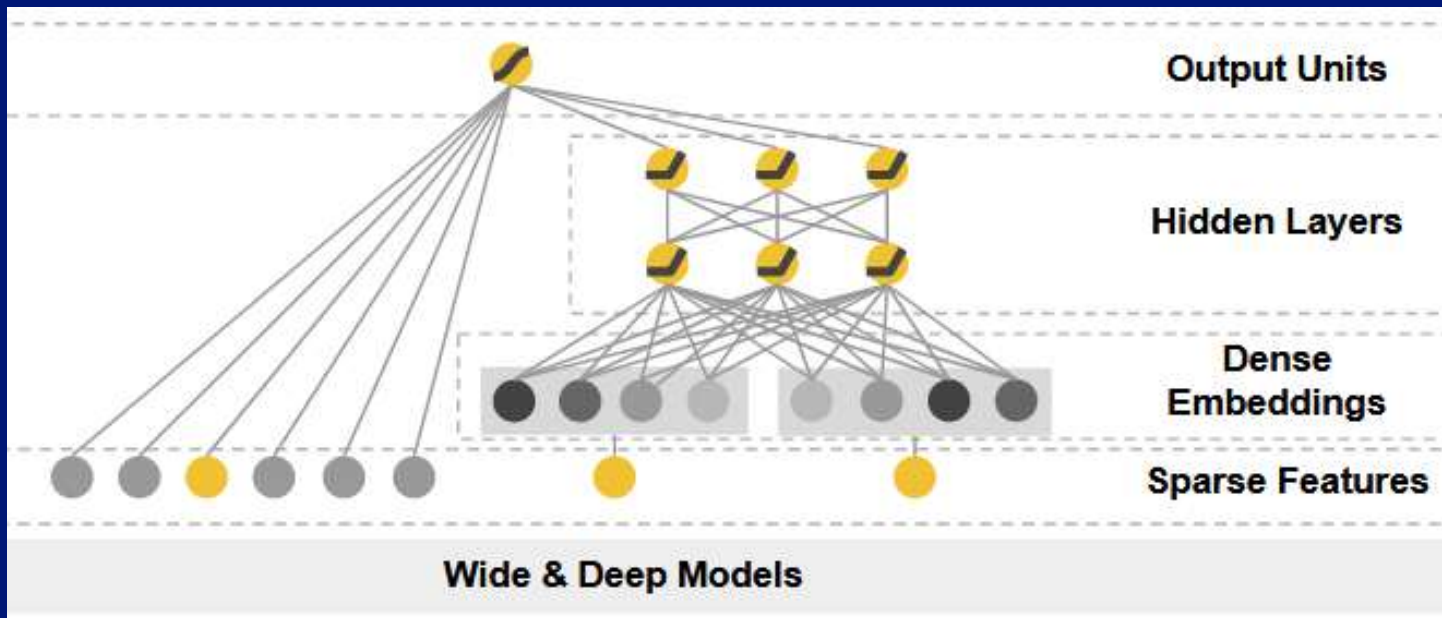 Output Units
Hidden Layers
Dense
Embeddings
Sparse Features
Wide & Deep Models